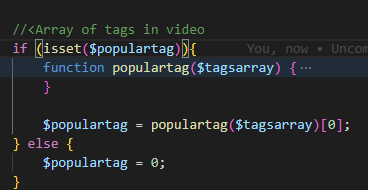 //<Array of tags in video
if (isset($populartag)){ You, now • Uncom
function populartag($tagsarray) { ···
}
$populartag = populartag($tagsarray)[0];
} else {
$populartag = 0;
}